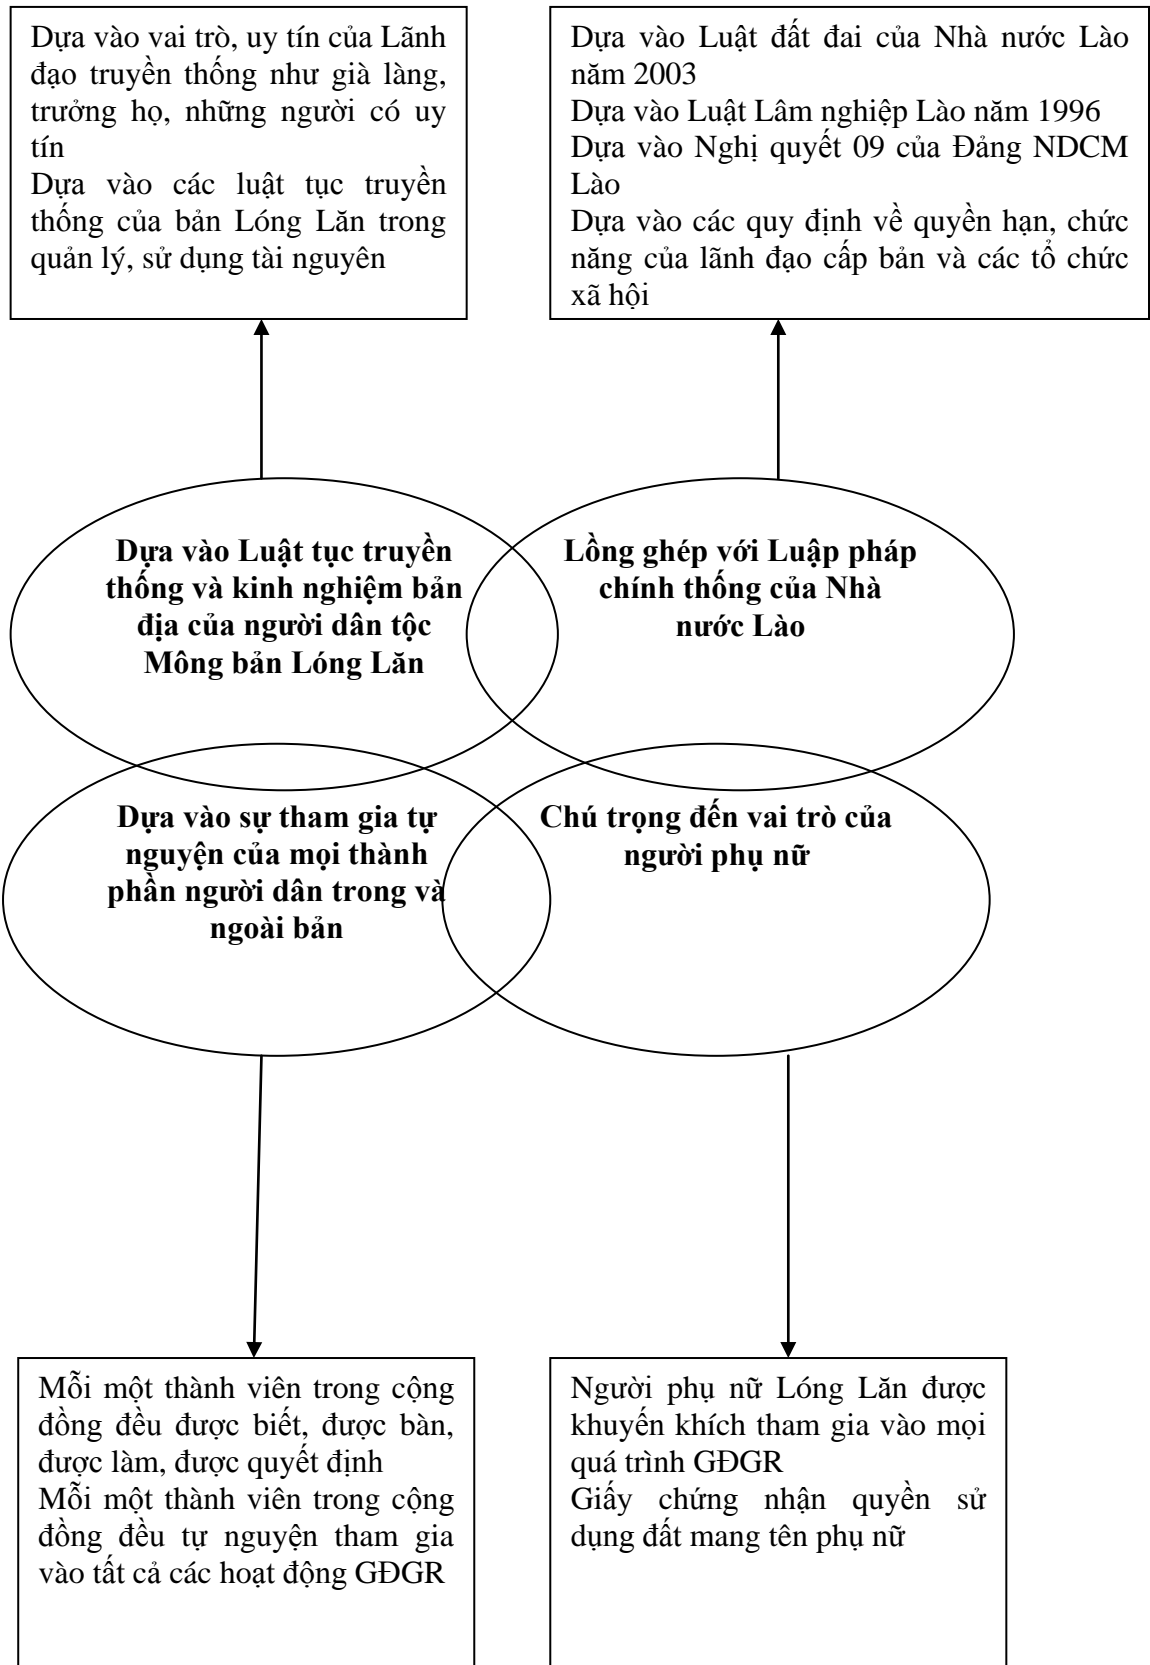 Dựa vào vai trò, uy tín của Lãnh
đạo truyền thống như già làng,
trưởng họ, những người có uy
tín
Dựa vào các luật tục truyền
thống của bản Lóng Lăn trong
quản lý, sử dụng tài nguyên
Dựa vào Luật đất đai của Nhà nước Lào
năm 2003
Dựa vào Luật Lâm nghiệp Lào năm 1996
Dựa vào Nghị quyết 09 của Đảng NDCM
Lào
Dựa vào các quy định về quyền hạn, chức
năng của lãnh đạo cấp bản và các tổ chức
xã hội
Dựa vào Luật tục truyền
thống và kinh nghiệm bản
địa của người dân tộc
Mông bản Lóng Lăn
Lồng ghép với Luập pháp
chính thống của Nhà
nước Lào
Dựa vào sự tham gia tự
nguyện của mọi thành
phần người dân trong và
ngoài bản
Chú trọng đến vai trò của
người phụ nữ
Mỗi một thành viên trong cộng
đồng đều được biết, được bàn,
được làm, được quyết định
Mỗi một thành viên trong cộng
đồng đều tự nguyện tham gia
vào tất cả các hoạt động GĐGR
Người phụ nữ Lóng Lăn được
khuyến khích tham gia vào mọi
quá trình GĐGR
Giấy chứng nhận quyền sử
dụng đất mang tên phụ nữ